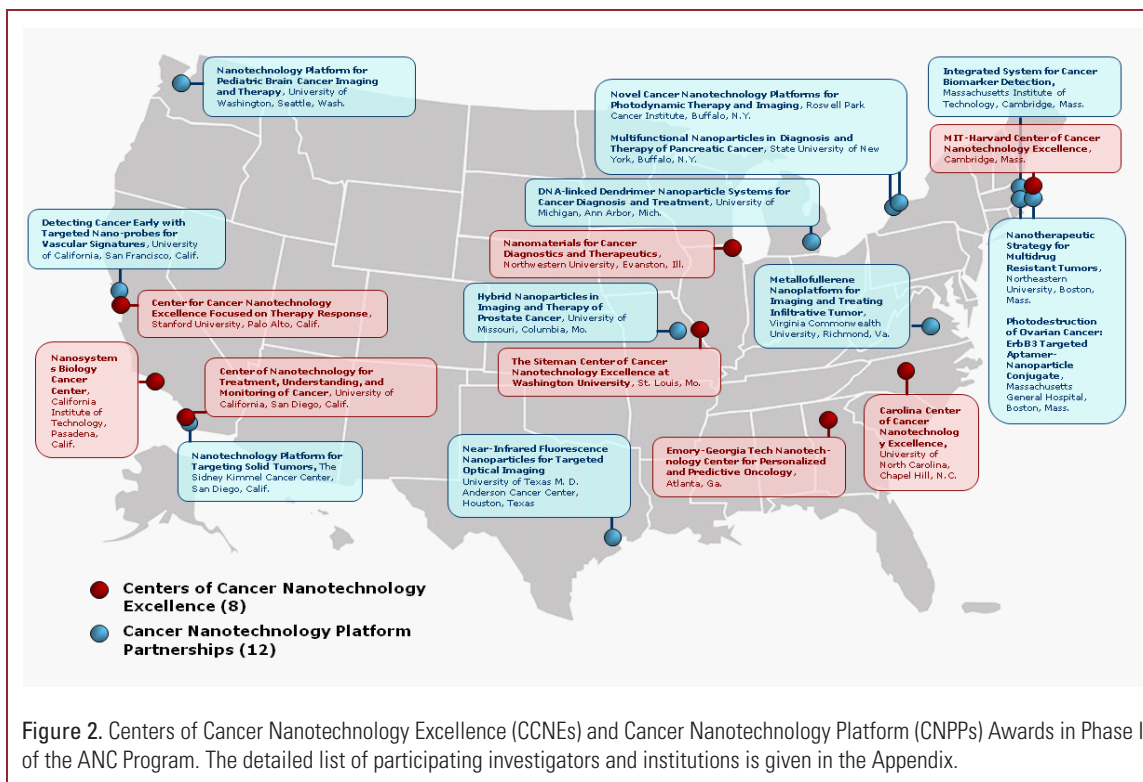 Nanotechnology Platform for
Pediatric Brain Cancer Imaging
and Therapy, University of
Washington, Seattle, Wash.
Novel Cancer Nanotechnology Platforms for
Photodynamic Therapy and Imaging, Roswell Park
Cancer Institute, Buffalo, N.Y.
Multifunctional Nanoparticles in Diagnosis and
Therapy of Pancreatic Cancer, State University of New
York, Buffalo, N.Y.
Integrated System for Cancer
Biomarker Detection,
Massachusetts Institute of
Technology, Cambridge, Mass.
MIT-Harvard Center of Cancer
Nanotechnology Excellence,
Cambridge, Mass.
DNA-linked Dendrimer Nanoparticle Systems for
Cancer Diagnosis and Treatment, University of
Michigan, Ann Arbor, Mich.
Detecting Cancer Early with
Targeted Nano-probes for
Vascular Signatures, University
of California, San Francisco, Calif.
Nanomaterials for Cancer
Diagnostics and Therapeutics,
Northwestern University, Evanston, Ill.
Nanotherapeutic
Strategy for
Multidrug
Resistant Tumors,
Northeastern
University, Boston,
Mass.
Photodestruction
of Ovarian Cancer:
ErbB3 Targeted
Aptamer-
Nanoparticle
Conjugate,
Massachusetts
General Hospital,
Boston, Mass.
Metallofullerene
Nanoplatform for
Imaging and Treating
Infiltrative Tumor,
Virginia Commonwealth
University, Richmond, Va.
Center for Cancer Nanotechnology
Excellence Focused on Therapy Response,
Stanford University, Palo Alto, Calif.
Hybrid Nanoparticles in
Imaging and Therapy of
Prostate Cancer, University of
Missouri, Columbia, Mo.
The Siteman Center of Cancer
Nanotechnology Excellence at
Washington University, St. Louis, Mo.
Nanosystem
s Biology
Cancer
Center,
California
Institute of
Technology,
Pasadena,
Calif.
Center of Nanotechnology for
Treatment, Understanding, and
Monitoring of Cancer, University of
California, San Diego, Calif.
Nanotechnology Platform for
Targeting Solid Tumors, The
Sidney Kimmel Cancer Center,
San Diego, Calif.
Near-Infrared Fluorescence
Nanoparticles for Targeted
Optical Imaging
University of Texas M. D.
Anderson Cancer Center,
Houston, Texas
Emory-Georgia Tech Nanotech-
nology Center for Personalized
and Predictive Oncology,
Atlanta, Ga.
Carolina Center
of Cancer
Nanotechnolog
y Excellence,
University of
North Carolina,
Chapel Hill, N.C.
Centers of Cancer Nanotechnology
Excellence (8)
Cancer Nanotechnology Platform
Partnerships (12)
Figure 2. Centers of Cancer Nanotechnology Excellence (CCNEs) and Cancer Nanotechnology Platform (CNPPs) Awards in Phase I
of the ANC Program. The detailed list of participating investigators and institutions is given in the Appendix.